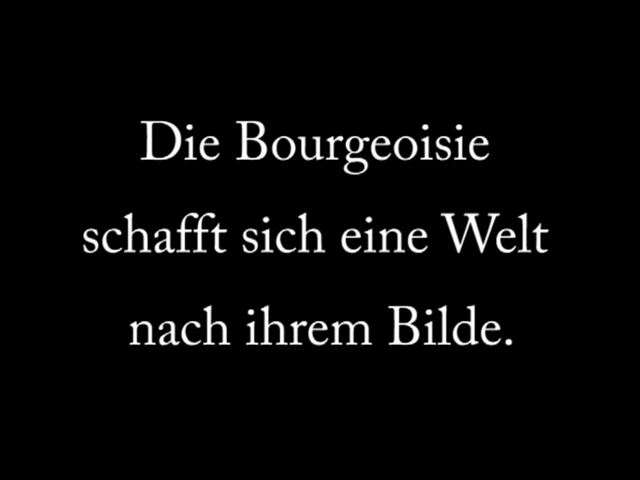 Die Bourgeoisie
schafft sich eine Welt
nach ihrem Bilde.